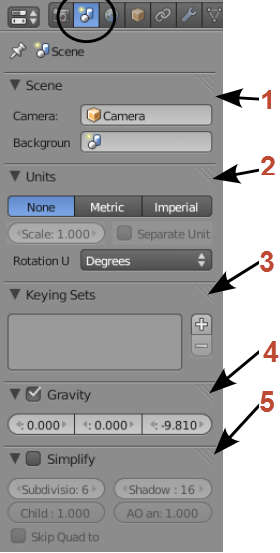 Scene
Scene
1
Camera:
Camera
Backgroun
Units
2
None
Metric
Imperial
Scale: 1.000
Separate Unit
Rotation U
Degrees
3
Keying Sets
4
Gravity
: 0.000
: 0.000
: -9.810
5
Simplify
Subdivisio: 6
Shadow : 16
Child : 1.000
AO an: 1.000
Skip Quad to